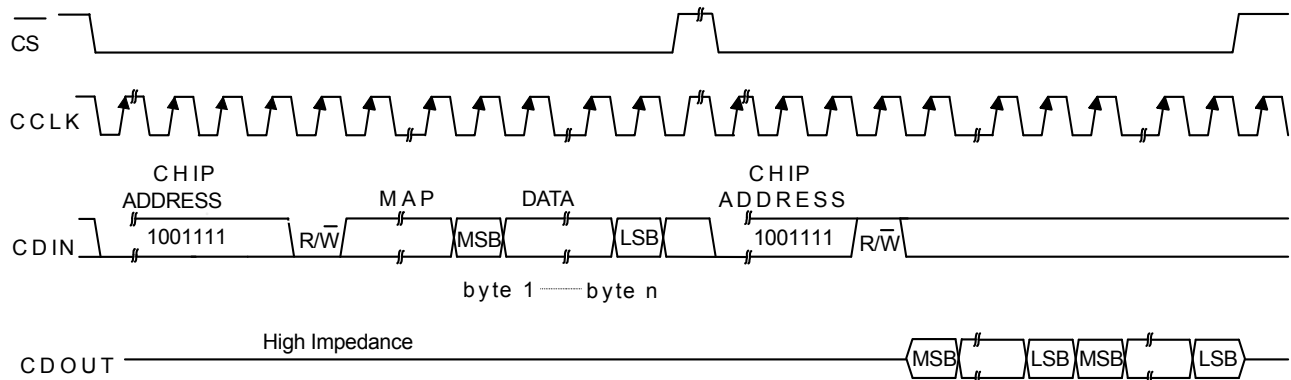 CS
CCLK
CHIP
ADDRESS
MAP
DATA
CHIP
ADDRESS
CDIN
1001111
R/W
MSB
LSB
1001111
R/W
byte 1 byte n
High Impedance
CDOUT
MSB
LSB
MSB
LSB